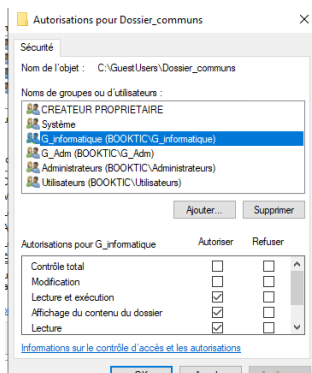 Autorisations pour Dossier_communs
Sécurité
Nom de l'objet : C:\GuestUsers\Dossier_communs
Noms de groupes ou d'utilisateurs :
CREATEUR PROPRIETAIRE
Système
G_informatique (BOOKTIC\G_informatique)
G_Adm (BOOKTIC\G_Adm)
Administrateurs (BOOKTIC\Administrateurs)
Utilisateurs (BOOKTIC\Utilisateurs)
Ajouter... Supprimer
Autorisations pour G_informatique Autoriser Refuser
Contrôle total
Modification
Lecture et exécution
Affichage du contenu du dossier
Lecture
Informations sur le contrôle d'accès et les autorisations